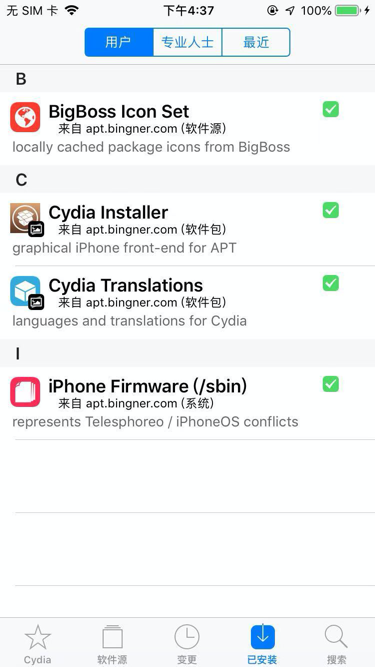 无 SIM 卡 下午4:37 100%
用户 专业人士 最近
B
BigBoss Icon Set
来自 apt.bingner.com (软件源)
locally cached package icons from BigBoss
C
Cydia Installer
来自 apt.bingner.com (软件包)
graphical iPhone front-end for APT
Cydia Translations
来自 apt.bingner.com (软件包)
languages and translations for Cydia
I
iPhone Firmware (/sbin)
来自 apt.bingner.com (系统)
represents Telesphoreo / iPhoneOS conflicts
Cydia 软件源 变更 已安装 搜索